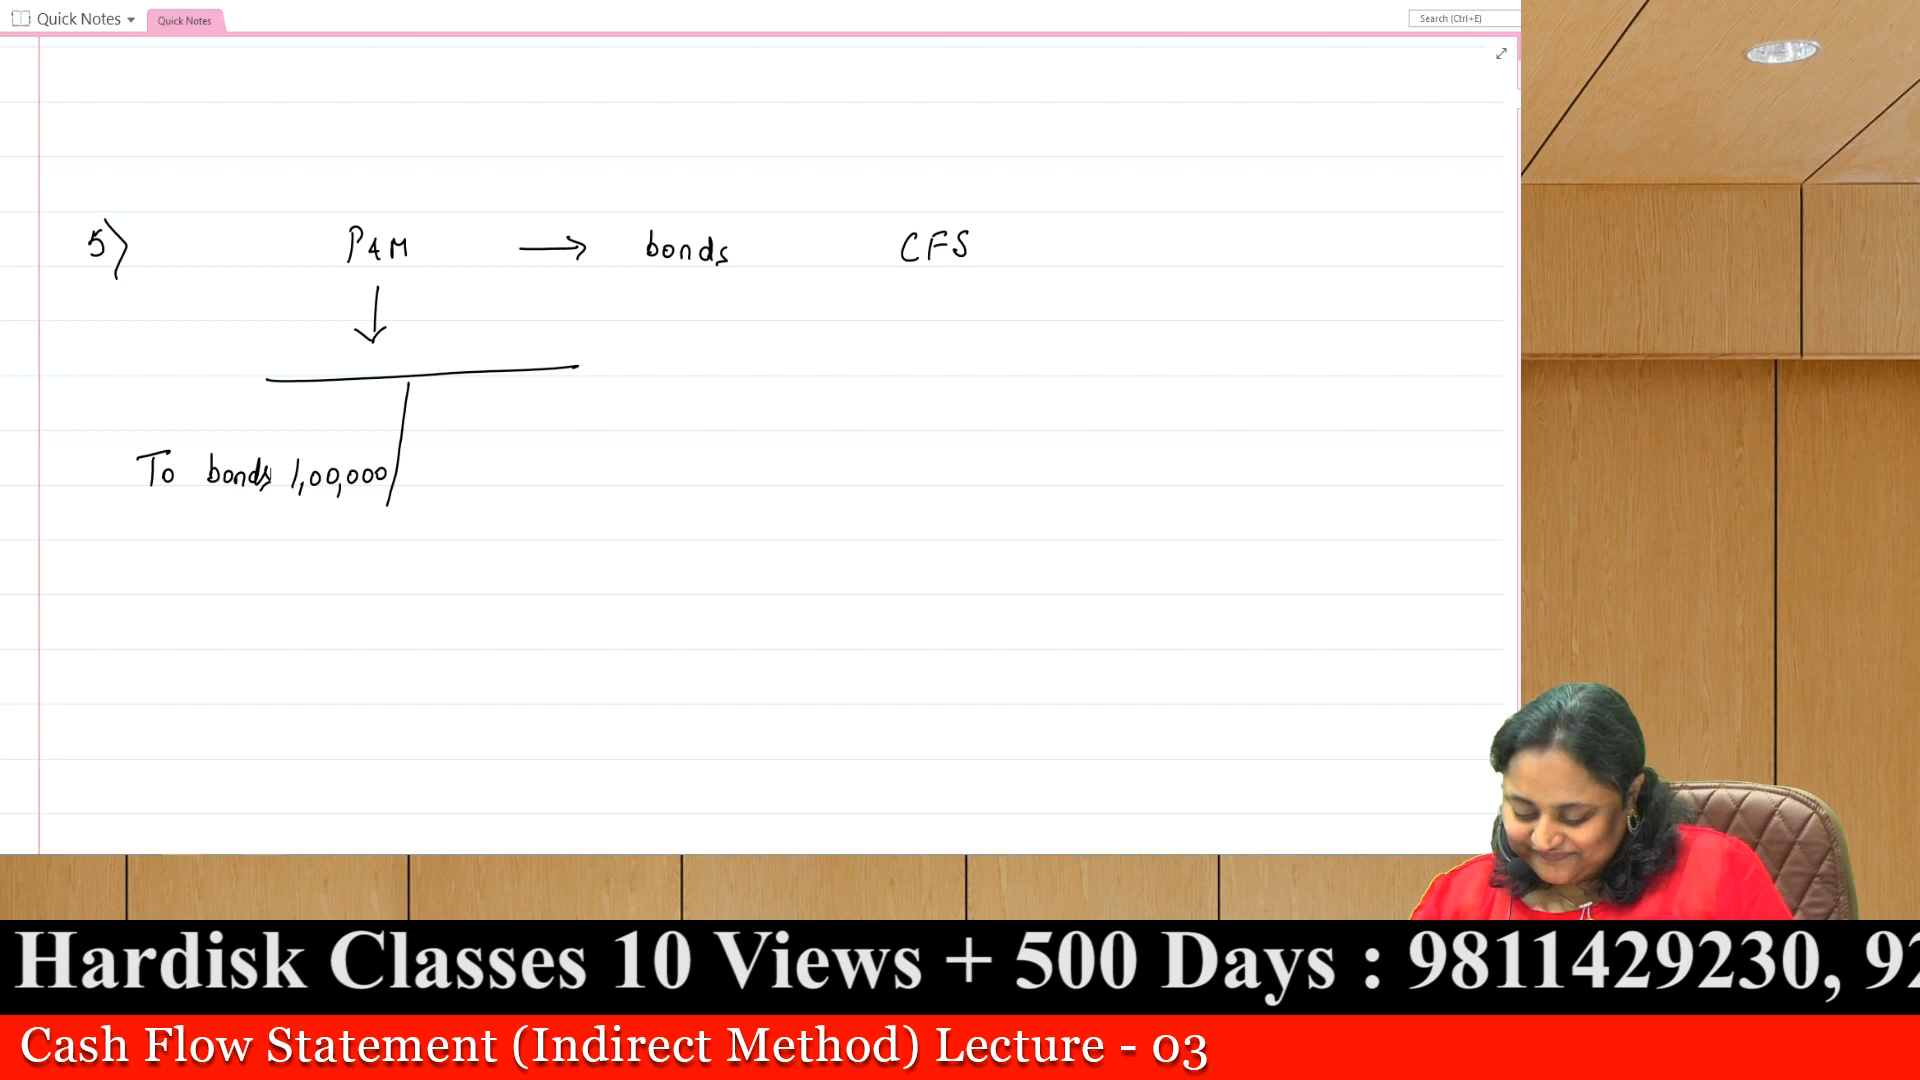 Quick Notes
Quick Notes
Search (Ctrl+E)
5) P&M → bonds CFS
To bonds 1,00,000
Hardisk Classes 10 Views + 500 Days : 9811429230, 92
Cash Flow Statement (Indirect Method) Lecture - 03